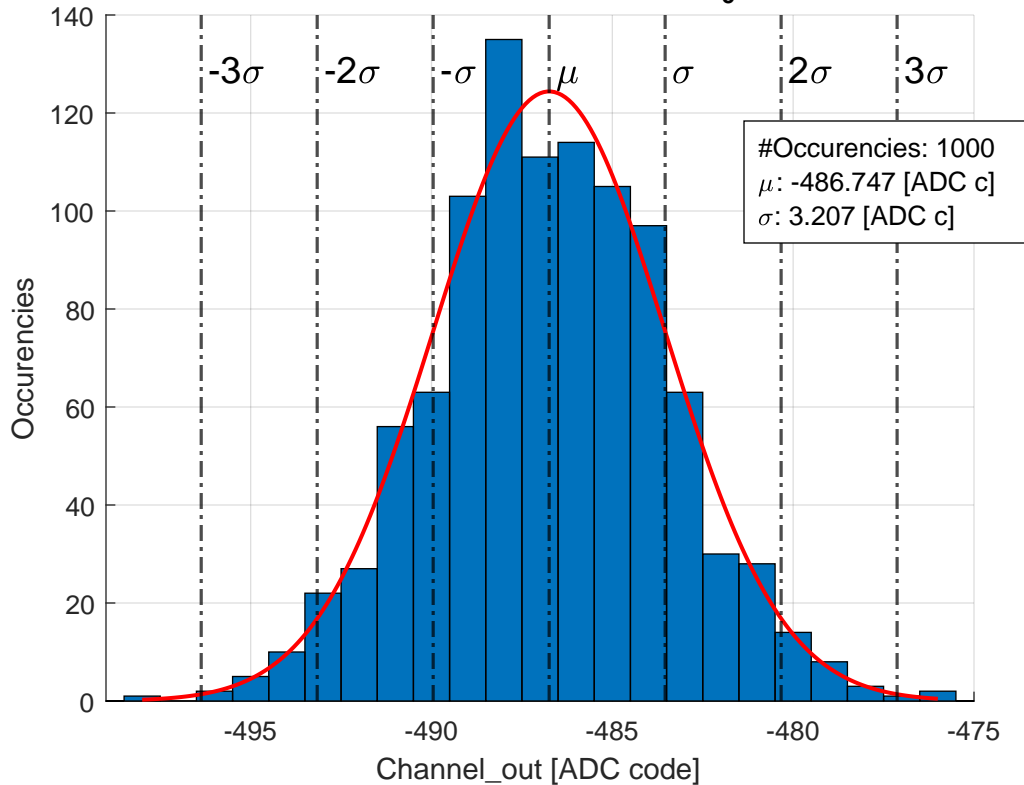 140
120
100
80
60
40
20
0
Occurencies
-3σ -2σ -σ μ σ 2σ 3σ
#Occurencies: 1000
μ: -486.747 [ADC c]
σ: 3.207 [ADC c]
-495 -490 -485 -480 -475
Channel_out [ADC code]